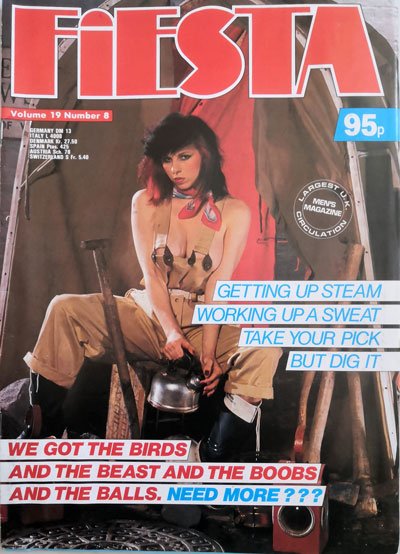 FiESTA
Volume 19 Number 8
95p
GERMANY DM 13
ITALY L 4000
DENMARK Kr. 27.50
SPAIN Ptas. 425
AUSTRIA Sch. 78
SWITZERLAND S Fr. 5.40
LARGEST U.K.
MEN'S
MAGAZINE
CIRCULATION
GETTING UP STEAM
WORKING UP A SWEAT
TAKE YOUR PICK
BUT DIG IT
WE GOT THE BIRDS
AND THE BEAST AND THE BOOBS
AND THE BALLS. NEED MORE???